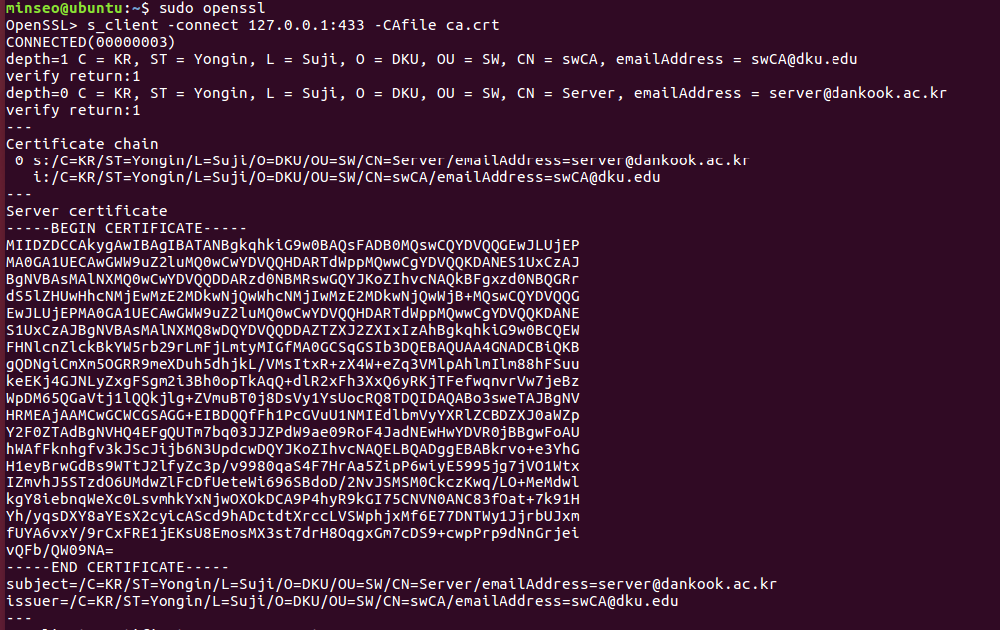 minseo@ubuntu:~$ sudo openssl
OpenSSL> s_client -connect 127.0.0.1:433 -CAfile ca.crt
CONNECTED(00000003)
depth=1 C = KR, ST = Yongin, L = Suji, O = DKU, OU = SW, CN = swCA, emailAddress = swCA@dku.edu
verify return:1
depth=0 C = KR, ST = Yongin, L = Suji, O = DKU, OU = SW, CN = Server, emailAddress = server@dankook.ac.kr
verify return:1
---
Certificate chain
 0 s:/C=KR/ST=Yongin/L=Suji/O=DKU/OU=SW/CN=Server/emailAddress=server@dankook.ac.kr
   i:/C=KR/ST=Yongin/L=Suji/O=DKU/OU=SW/CN=swCA/emailAddress=swCA@dku.edu
---
Server certificate
-----BEGIN CERTIFICATE-----
MIIDZDCCAkygAwIBAgIBATANBgkqhkiG9w0BAQsFADB0MQswCQYDVQQGEwJLUjEP
MA0GA1UECAwGWW9uZ2luMQ0wCwYDVQQHDARTdWppMQwwCgYDVQQKDANES1UxCzAJ
BgNVBAsMAlNXMQ0wCwYDVQQDDARzd0NBMRswGQYJKoZIhvcNAQkBFgxzd0NBQGRr
dS5lZHUwHhcNMjEwMzE2MDkwNjQwWhcNMjIwMzE2MDkwNjQwWjB+MQswCQYDVQQG
EwJLUjEPMA0GA1UECAwGWW9uZ2luMQ0wCwYDVQQHDARTdWppMQwwCgYDVQQKDANE
S1UxCzAJBgNVBAsMAlNXMQ8wDQYDVQQDDAZTZXJ2ZXIxIzAhBgkqhkiG9w0BCQEW
FHNlcnZlckBkYW5rb29rLmFjLmtyMIGfMA0GCSqGSIb3DQEBAQUAA4GNADCBiQKB
gQDNgiCmXm5OGRR9meXDuh5dhjkL/VMsItxR+zX4W+eZq3VMlpAhlmIlm88hFSuu
keEKj4GJNLyZxgFSgm2i3Bh0opTkAqQ+dlR2xFh3XxQ6yRKjTFefwqnvrVw7jeBz
WpDM65QGaVtj1lQQkjlg+ZVmuBT0j8DsVy1YsUocRQ8TDQIDAQABo3sweTAJBgNV
HRMEAjAAMCwGCWCGSAGG+EIBDQQfFh1PcGVuU1NMIEdlbmVyYXRlZCBDZXJ0aWZp
Y2F0ZTAdBgNVHQ4EFgQUTm7bq03JJZPdW9ae09RoF4JadNEwHwYDVR0jBBgwFoAU
hWAfFknhgfv3kJScJijb6N3UpdcwDQYJKoZIhvcNAQELBQADggEBABkrvo+e3YhG
H1eyBrwGdBs9WTtJ2lfyZc3p/v9980qaS4F7HrAa5ZipP6wiyE5995jg7jVO1Wtx
IZmvhJ5STzdO6UMdwZlFcDfUeteWi696SBdoD/2NvJSMSM0CkczKwq/LO+MeMdwl
kgY8iebnqWeXc0LsvmhkYxNjwOXOkDCA9P4hyR9kGI75CNVN0ANC83fOat+7k91H
Yh/yqsDXY8aYEsX2cyicAScd9hADctdtXrccLVSWphjxMf6E77DNTWy1JjrbUJxm
fUYA6vxY/9rCxFRE1jEKsU8EmosMX3st7drH8OqgxGm7cDS9+cwpPrp9dNnGrjei
vQFb/QW09NA=
-----END CERTIFICATE-----
subject=/C=KR/ST=Yongin/L=Suji/O=DKU/OU=SW/CN=Server/emailAddress=server@dankook.ac.kr
issuer=/C=KR/ST=Yongin/L=Suji/O=DKU/OU=SW/CN=swCA/emailAddress=swCA@dku.edu
---